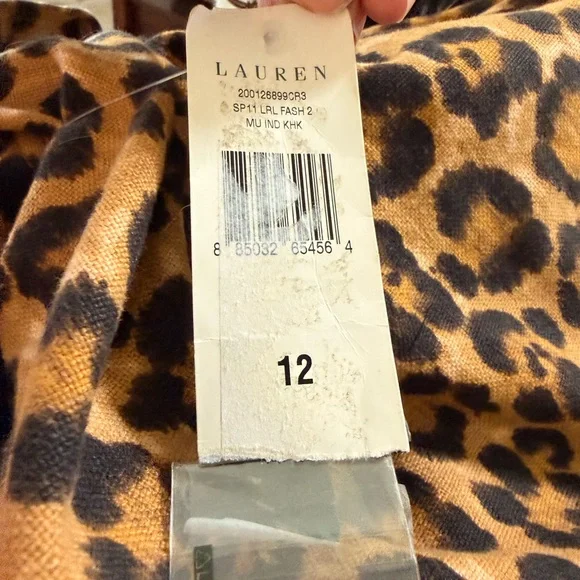 LAUREN
200126899CR3
SP11 LRL FASH 2
MU IND KHK
8 85032 65456 4
12